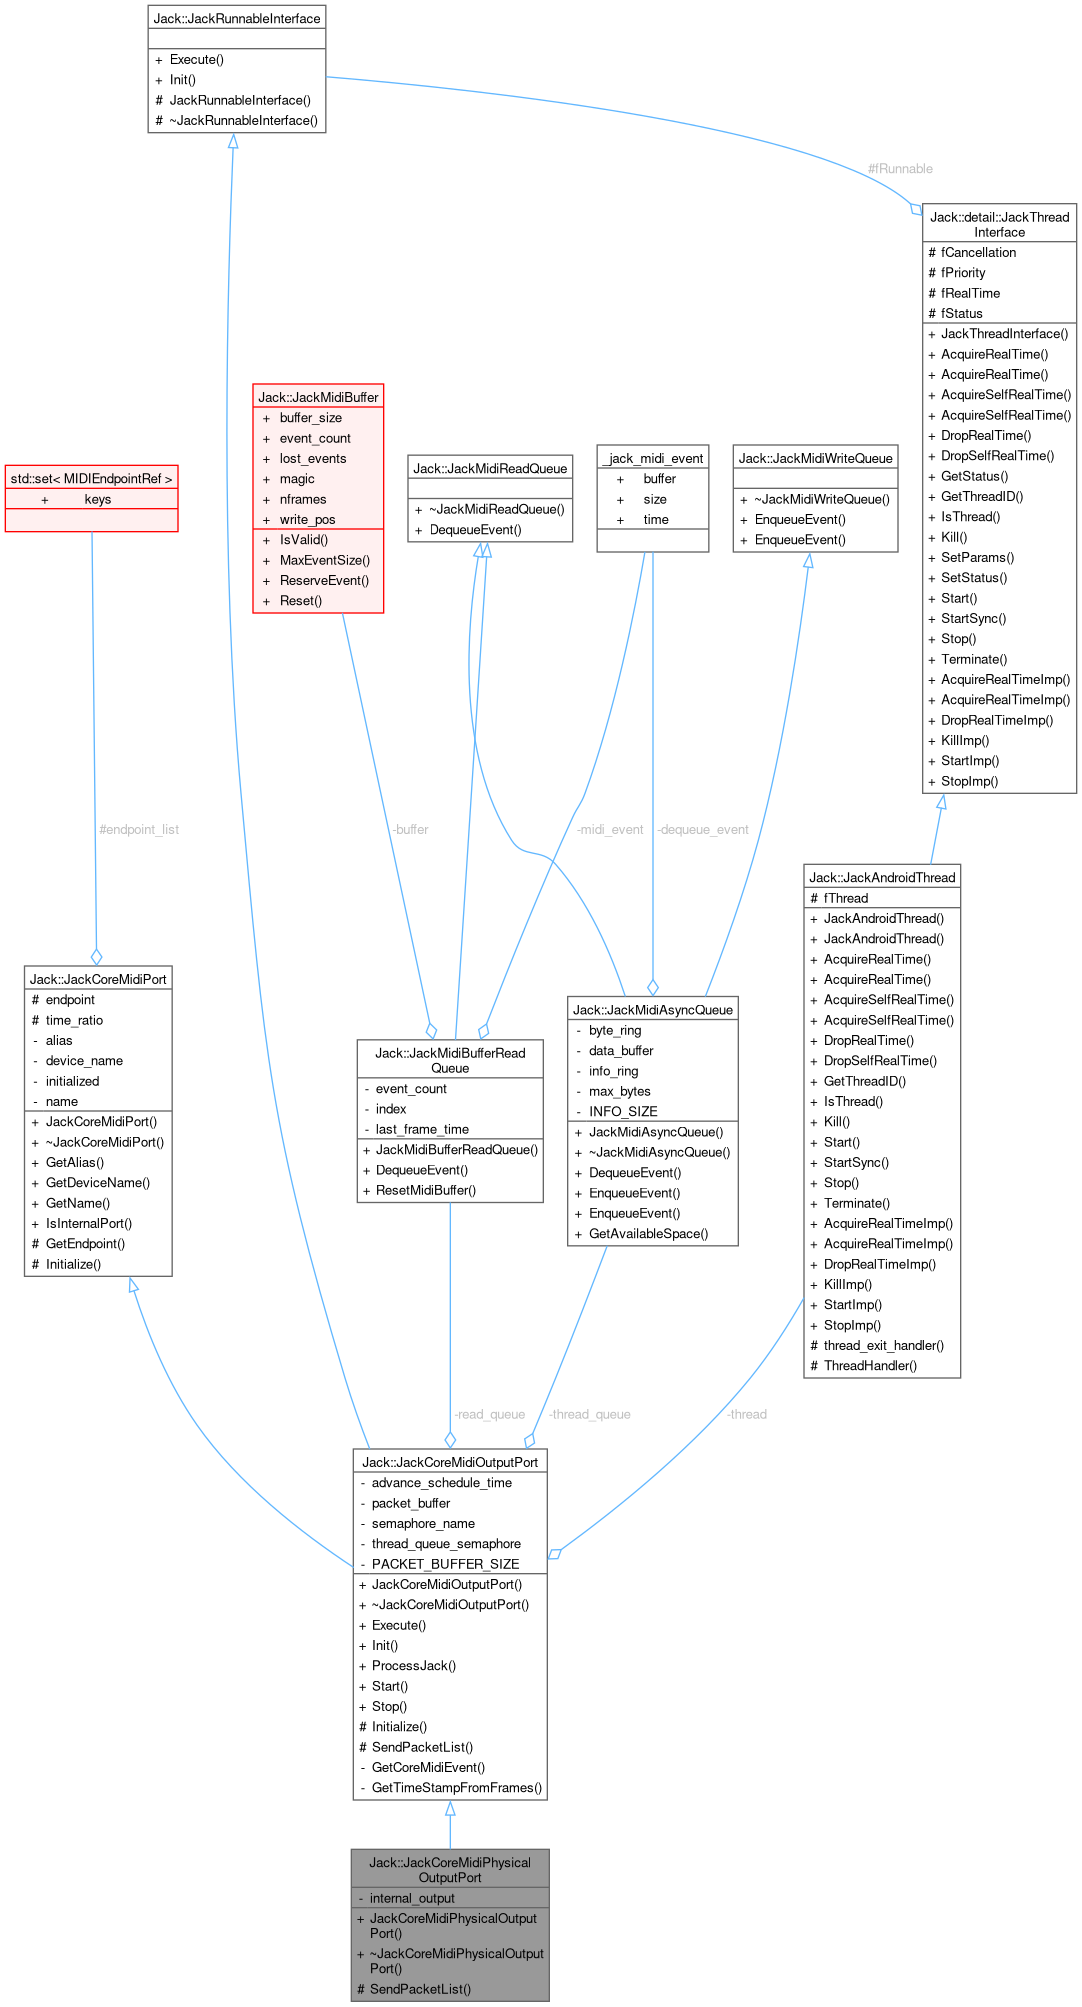 Jack::JackRunnableInterface
+ Execute()
+ Init()
# JackRunnableInterface()
# ~JackRunnableInterface()
#fRunnable
Jack::detail::JackThread
Interface
# fCancellation
# fPriority
# fRealTime
# fStatus
+ JackThreadInterface()
+ AcquireRealTime()
+ AcquireRealTime()
+ AcquireSelfRealTime()
+ AcquireSelfRealTime()
+ DropRealTime()
+ DropSelfRealTime()
+ GetStatus()
+ GetThreadID()
+ IsThread()
+ Kill()
+ SetParams()
+ SetStatus()
+ Start()
+ StartSync()
+ Stop()
+ Terminate()
+ AcquireRealTimeImp()
+ AcquireRealTimeImp()
+ DropRealTimeImp()
+ KillImp()
+ StartImp()
+ StopImp()
Jack::JackMidiBuffer
+ buffer_size
+ event_count
+ lost_events
+ magic
+ nframes
+ write_pos
+ IsValid()
+ MaxEventSize()
+ ReserveEvent()
+ Reset()
Jack::JackMidiReadQueue
+ ~JackMidiReadQueue()
+ DequeueEvent()
_jack_midi_event
+ buffer
+ size
+ time
Jack::JackMidiWriteQueue
+ ~JackMidiWriteQueue()
+ EnqueueEvent()
+ EnqueueEvent()
std::set< MIDIEndpointRef >
+ keys
#endpoint_list
-buffer
-midi_event
-dequeue_event
Jack::JackAndroidThread
# fThread
+ JackAndroidThread()
+ JackAndroidThread()
+ AcquireRealTime()
+ AcquireRealTime()
+ AcquireSelfRealTime()
+ AcquireSelfRealTime()
+ DropRealTime()
+ DropSelfRealTime()
+ GetThreadID()
+ IsThread()
+ Kill()
+ Start()
+ StartSync()
+ Stop()
+ Terminate()
+ AcquireRealTimeImp()
+ AcquireRealTimeImp()
+ DropRealTimeImp()
+ KillImp()
+ StartImp()
+ StopImp()
# thread_exit_handler()
# ThreadHandler()
Jack::JackCoreMidiPort
# endpoint
# time_ratio
- alias
- device_name
- initialized
- name
+ JackCoreMidiPort()
+ ~JackCoreMidiPort()
+ GetAlias()
+ GetDeviceName()
+ GetName()
+ IsInternalPort()
# GetEndpoint()
# Initialize()
Jack::JackMidiBufferRead
Queue
- event_count
- index
- last_frame_time
+ JackMidiBufferReadQueue()
+ DequeueEvent()
+ ResetMidiBuffer()
Jack::JackMidiAsyncQueue
- byte_ring
- data_buffer
- info_ring
- max_bytes
- INFO_SIZE
+ JackMidiAsyncQueue()
+ ~JackMidiAsyncQueue()
+ DequeueEvent()
+ EnqueueEvent()
+ EnqueueEvent()
+ GetAvailableSpace()
-read_queue
-thread_queue
-thread
Jack::JackCoreMidiOutputPort
- advance_schedule_time
- packet_buffer
- semaphore_name
- thread_queue_semaphore
- PACKET_BUFFER_SIZE
+ JackCoreMidiOutputPort()
+ ~JackCoreMidiOutputPort()
+ Execute()
+ Init()
+ ProcessJack()
+ Start()
+ Stop()
# Initialize()
# SendPacketList()
- GetCoreMidiEvent()
- GetTimeStampFromFrames()
Jack::JackCoreMidiPhysical
OutputPort
- internal_output
+ JackCoreMidiPhysicalOutput
Port()
+ ~JackCoreMidiPhysicalOutput
Port()
# SendPacketList()